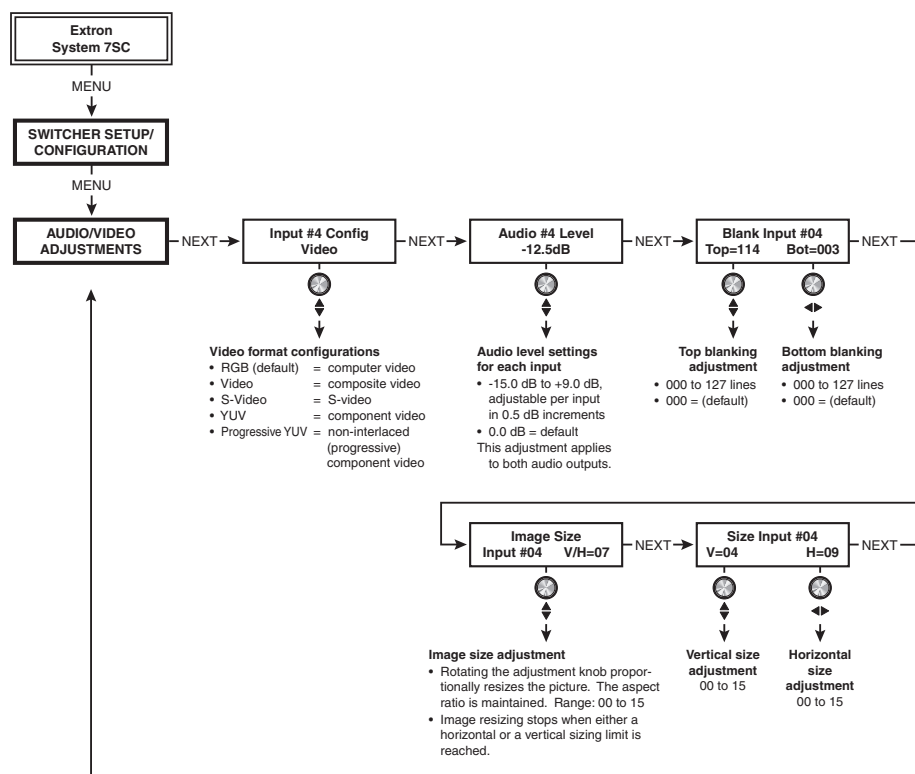 Extron
System 7SC
MENU
SWITCHER SETUP/
CONFIGURATION
MENU
AUDIO/VIDEO
ADJUSTMENTS
NEXT
Input #4 Config
Video
NEXT
Audio #4 Level
-12.5dB
NEXT
Blank Input #04
Top=114 Bot=003
NEXT
Video format configurations
• RGB (default) = computer video
• Video = composite video
• S-Video = S-video
• YUV = component video
• Progressive YUV = non-interlaced
(progressive)
component video
Audio level settings
for each input
• -15.0 dB to +9.0 dB,
adjustable per input
in 0.5 dB increments
• 0.0 dB = default
This adjustment applies
to both audio outputs.
Top blanking
adjustment
• 000 to 127 lines
• 000 = (default)
Bottom blanking
adjustment
• 000 to 127 lines
• 000 = (default)
Image Size
Input #04 V/H=07
NEXT
Size Input #04
V=04 H=09
NEXT
Image size adjustment
• Rotating the adjustment knob propor-
tionally resizes the picture. The aspect
ratio is maintained. Range: 00 to 15
• Image resizing stops when either a
horizontal or a vertical sizing limit is
reached.
Vertical size
adjustment
00 to 15
Horizontal
size
adjustment
00 to 15